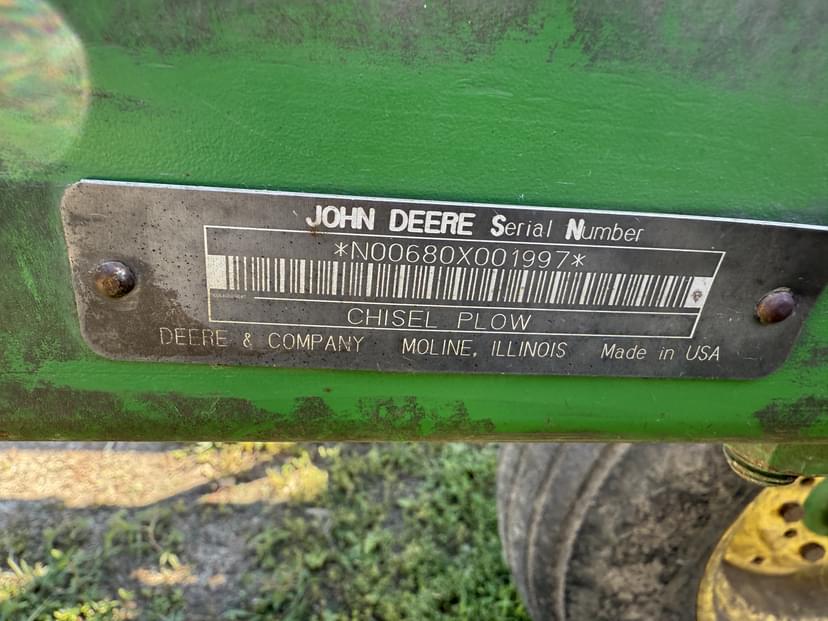 JOHN DEERE Serial Number
*N00680X001997*
CHISEL PLOW
DEERE & COMPANY MOLINE, ILLINOIS Made in USA